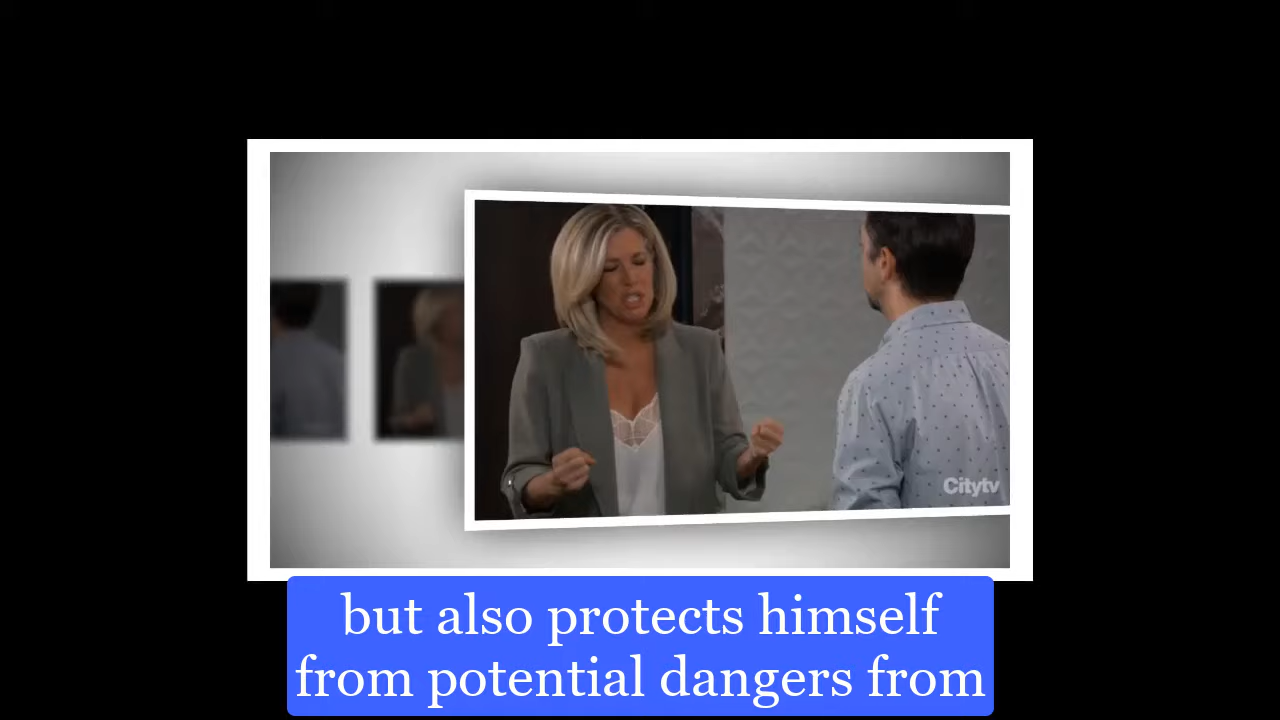 Citytv
but also protects himself
from potential dangers from